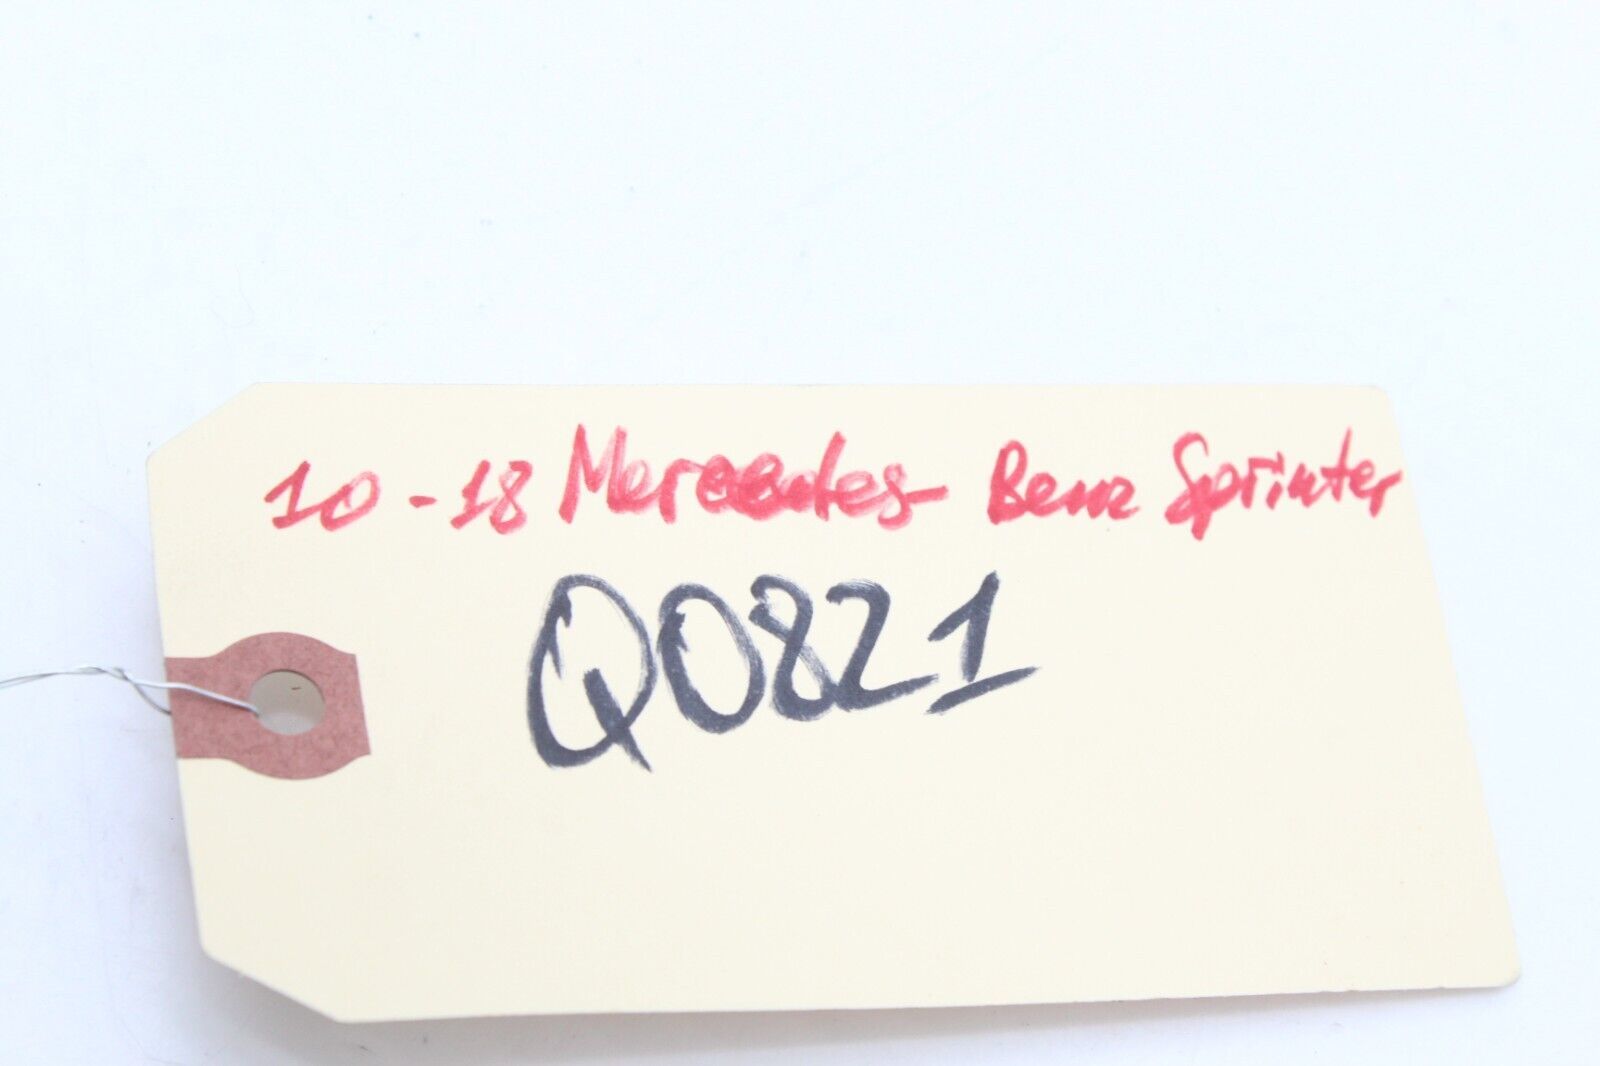 10-18 Mercedes Benz Sprinter
Q0821